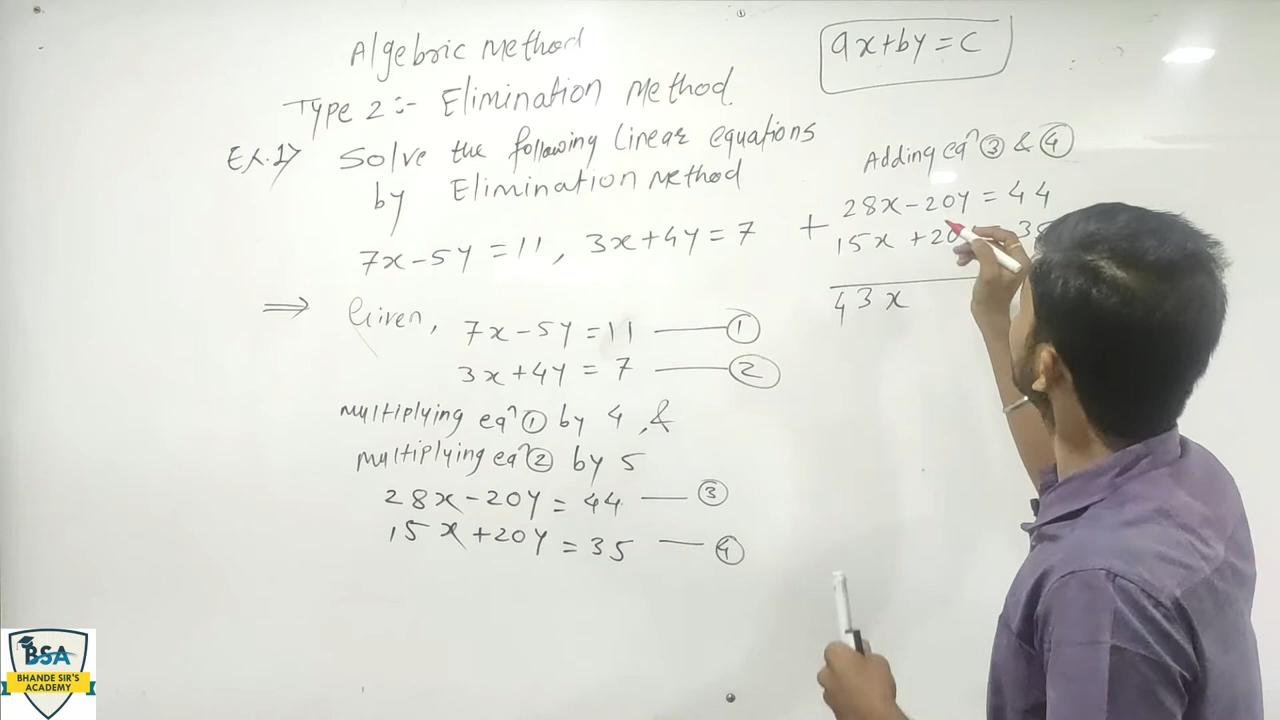 Algebric Method
Type 2 :- Elimination Method.
Ex.1) Solve the following linear equations
by Elimination Method
7x-5y = 11, 3x+4y = 7
⇒ Given, 7x-5y = 11 —— ①
3x+4y = 7 —— ②
multiplying eqⁿ ① by 4, &
multiplying eqⁿ ② by 5
28x-20y = 44 — ③
15x+20y = 35 — ④
ax+by = c
Adding eqⁿ ③ & ④
+ 28x-20y = 44
15x +20
43x
BSA
BHANDE SIR'S
ACADEMY